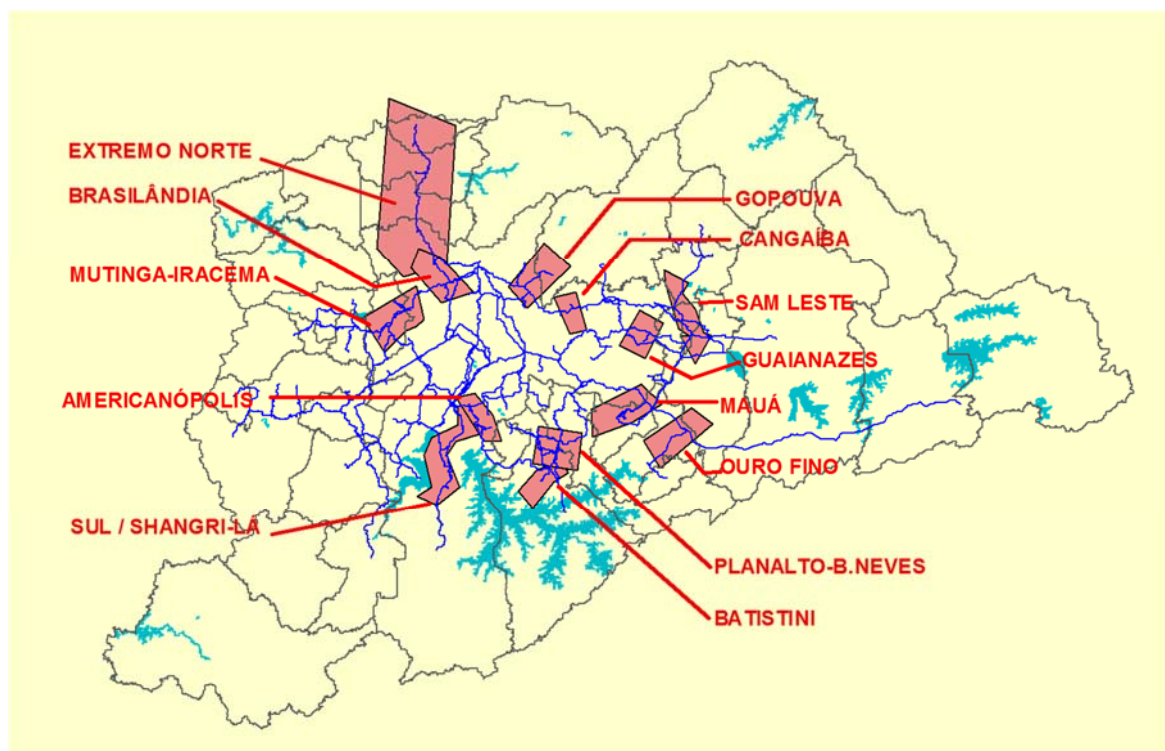 EXTREMO NORTE
BRASILÂNDIA
MUTINGA-IRACEMA
AMERICANÓPOLIS
SUL / SHANGRI-LÁ
GOPOUVA
CANGAÍBA
SAM LESTE
GUAIANAZES
MAUÁ
OURO FINO
PLANALTO-B.NEVES
BATISTINI